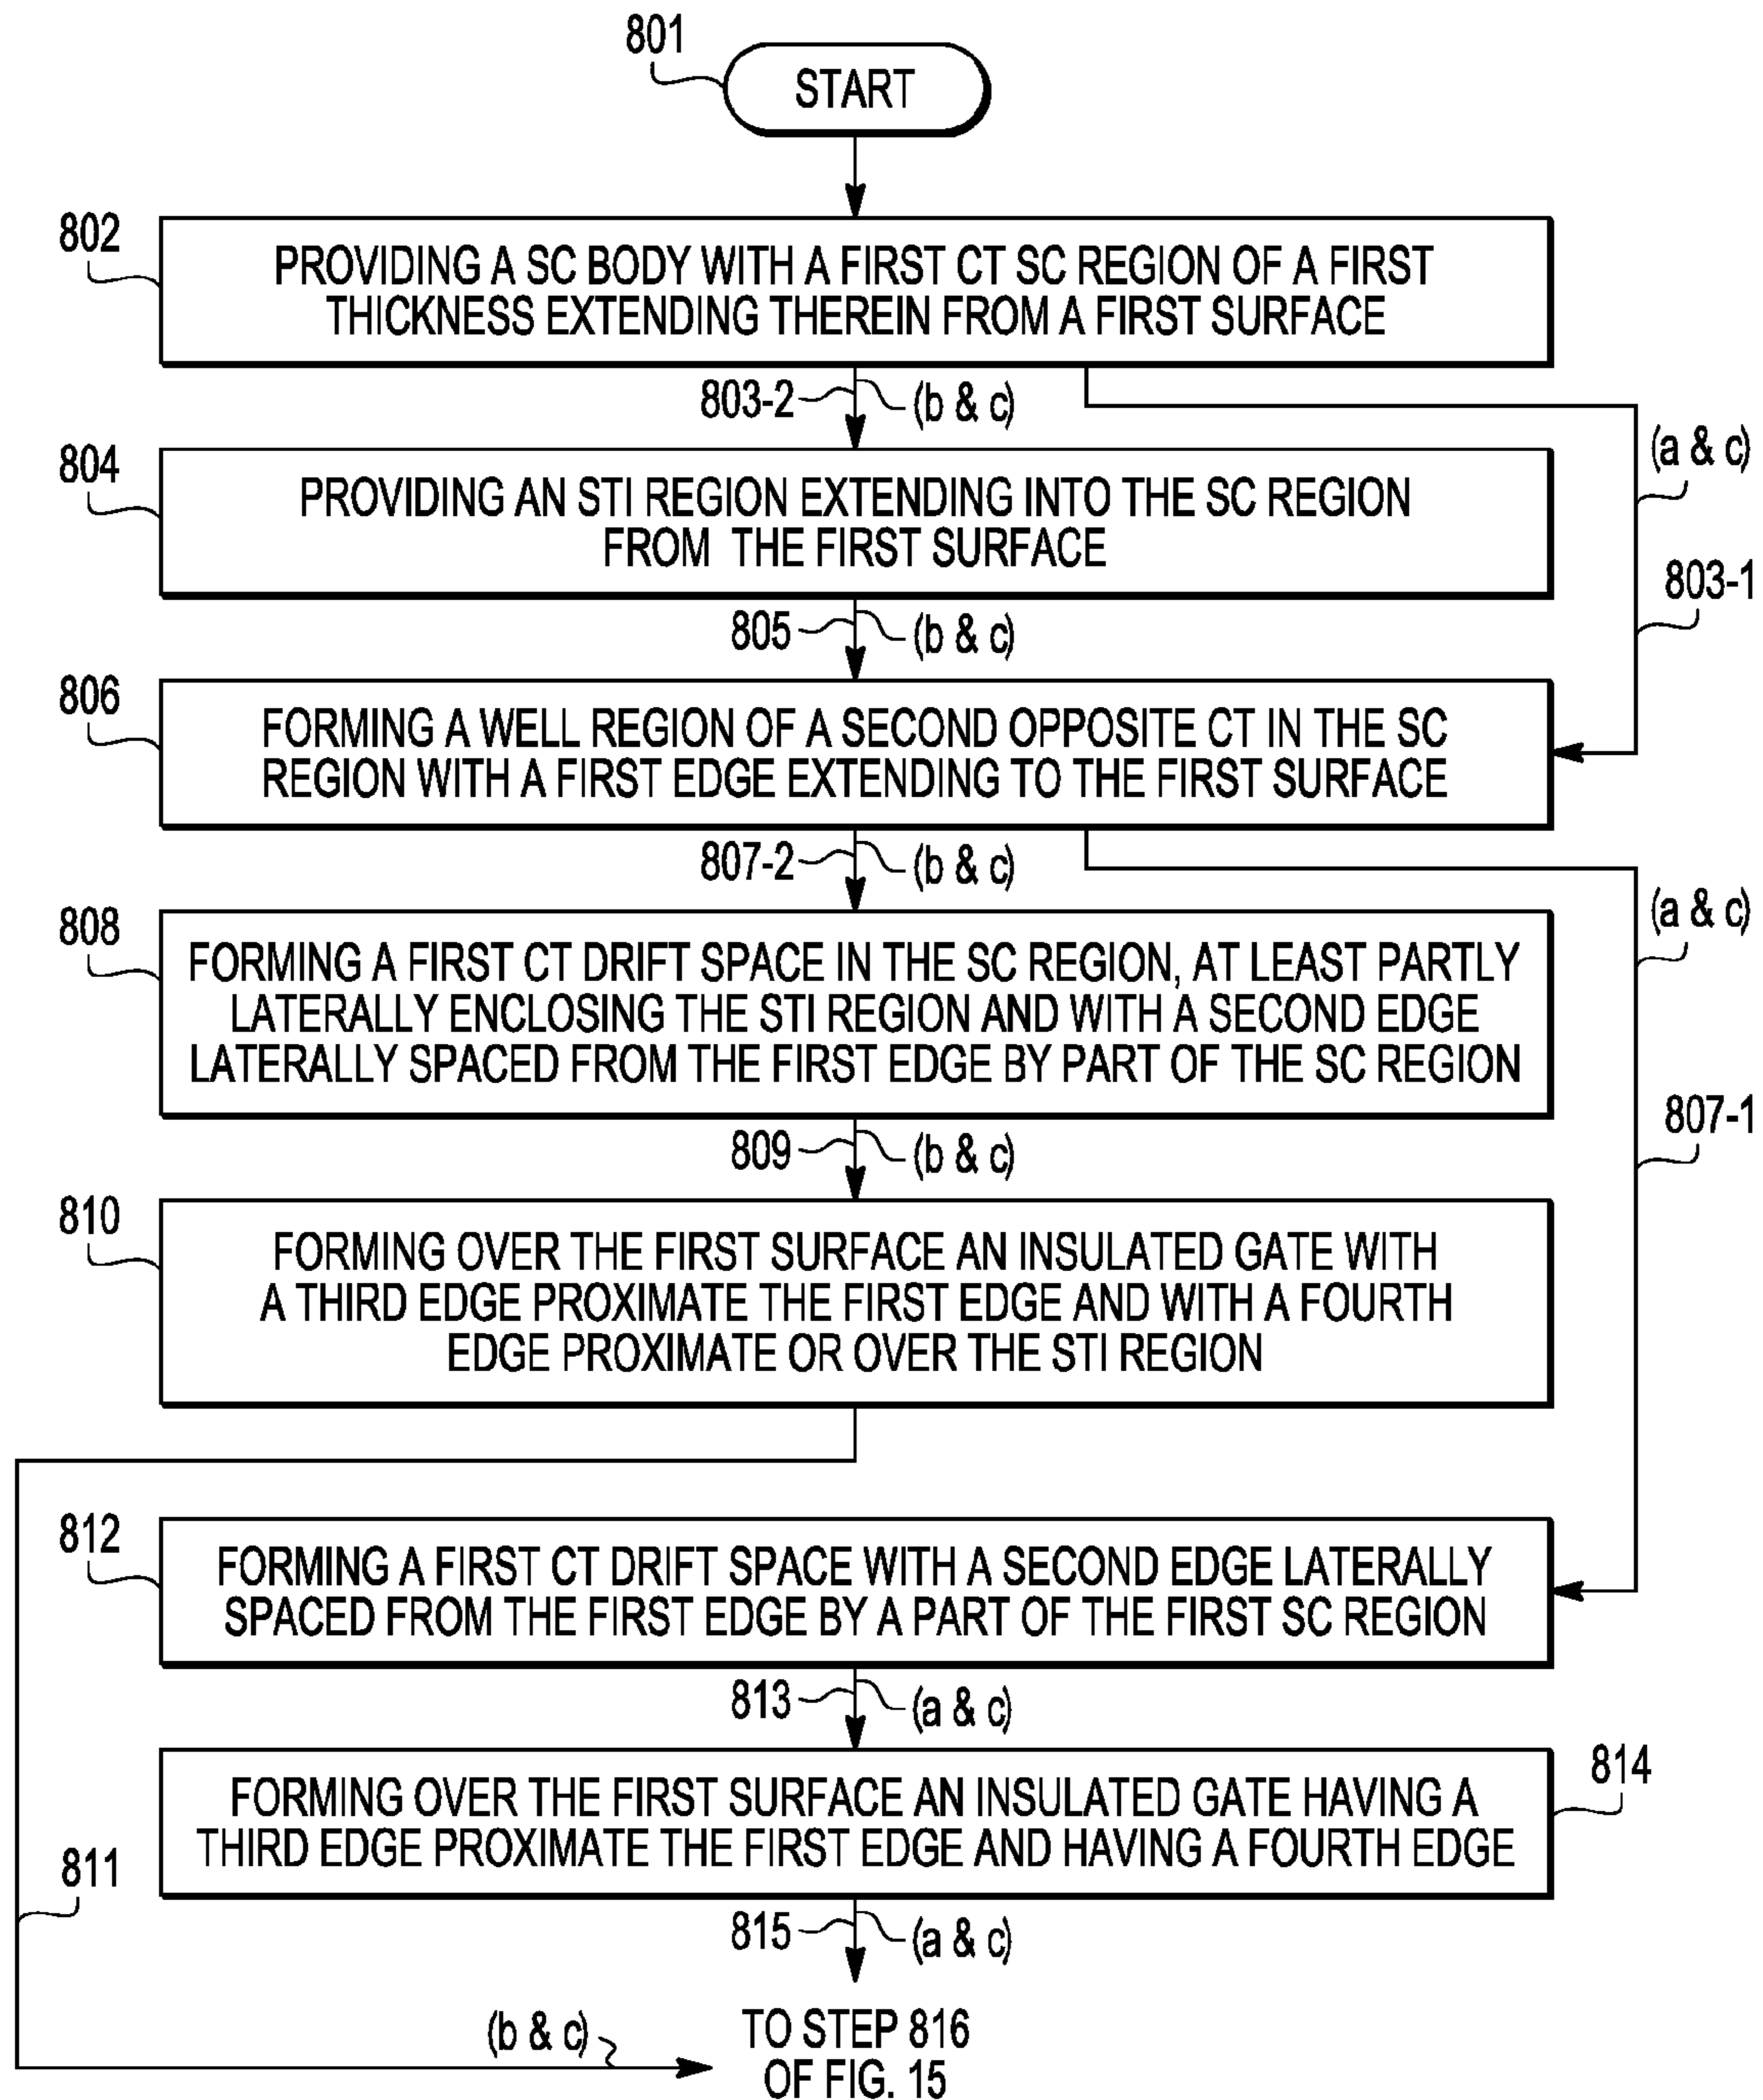 801
START
802
PROVIDING A SC BODY WITH A FIRST CT SC REGION OF A FIRST
THICKNESS EXTENDING THEREIN FROM A FIRST SURFACE
803-2
(b & c)
(a & c)
803-1
804
PROVIDING AN STI REGION EXTENDING INTO THE SC REGION
FROM THE FIRST SURFACE
805
(b & c)
806
FORMING A WELL REGION OF A SECOND OPPOSITE CT IN THE SC
REGION WITH A FIRST EDGE EXTENDING TO THE FIRST SURFACE
807-2
(b & c)
(a & c)
807-1
808
FORMING A FIRST CT DRIFT SPACE IN THE SC REGION, AT LEAST PARTLY
LATERALLY ENCLOSING THE STI REGION AND WITH A SECOND EDGE
LATERALLY SPACED FROM THE FIRST EDGE BY PART OF THE SC REGION
809
(b & c)
810
FORMING OVER THE FIRST SURFACE AN INSULATED GATE WITH
A THIRD EDGE PROXIMATE THE FIRST EDGE AND WITH A FOURTH
EDGE PROXIMATE OR OVER THE STI REGION
812
FORMING A FIRST CT DRIFT SPACE WITH A SECOND EDGE LATERALLY
SPACED FROM THE FIRST EDGE BY A PART OF THE FIRST SC REGION
813
(a & c)
814
FORMING OVER THE FIRST SURFACE AN INSULATED GATE HAVING A
THIRD EDGE PROXIMATE THE FIRST EDGE AND HAVING A FOURTH EDGE
811
815
(a & c)
(b & c)
TO STEP 816
OF FIG. 15